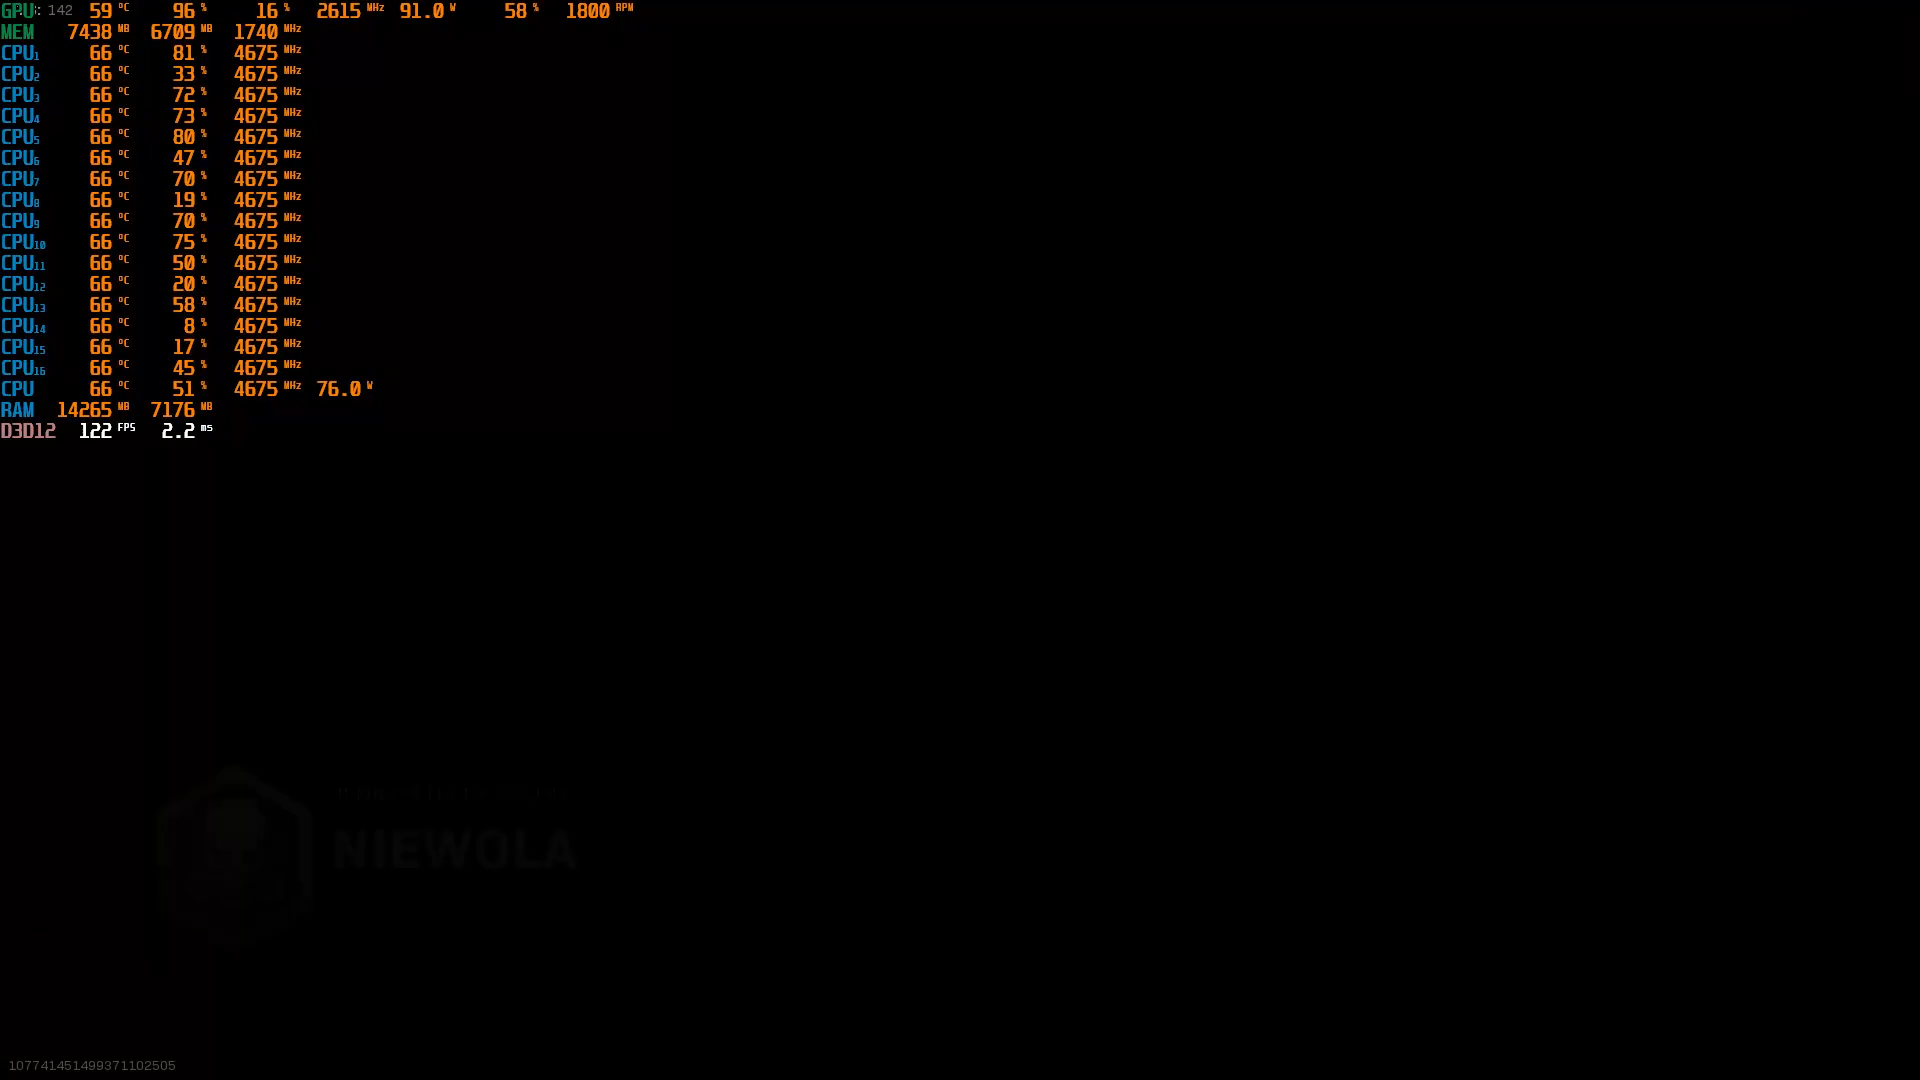 GPU : 142 59 °C 96 % 16 % 2615 MHz 91.0 W 58 % 1800 RPM
MEM 7438 MB 6709 MB 1740 MHz
CPU1 66 °C 81 % 4675 MHz
CPU2 66 °C 33 % 4675 MHz
CPU3 66 °C 72 % 4675 MHz
CPU4 66 °C 73 % 4675 MHz
CPU5 66 °C 80 % 4675 MHz
CPU6 66 °C 47 % 4675 MHz
CPU7 66 °C 70 % 4675 MHz
CPU8 66 °C 19 % 4675 MHz
CPU9 66 °C 70 % 4675 MHz
CPU10 66 °C 75 % 4675 MHz
CPU11 66 °C 50 % 4675 MHz
CPU12 66 °C 20 % 4675 MHz
CPU13 66 °C 58 % 4675 MHz
CPU14 66 °C 8 % 4675 MHz
CPU15 66 °C 17 % 4675 MHz
CPU16 66 °C 45 % 4675 MHz
CPU 66 °C 51 % 4675 MHz 76.0 W
RAM 14265 MB 7176 MB
D3D12 122 FPS 2.2 ms
NIEWOLA
107741451499371102505